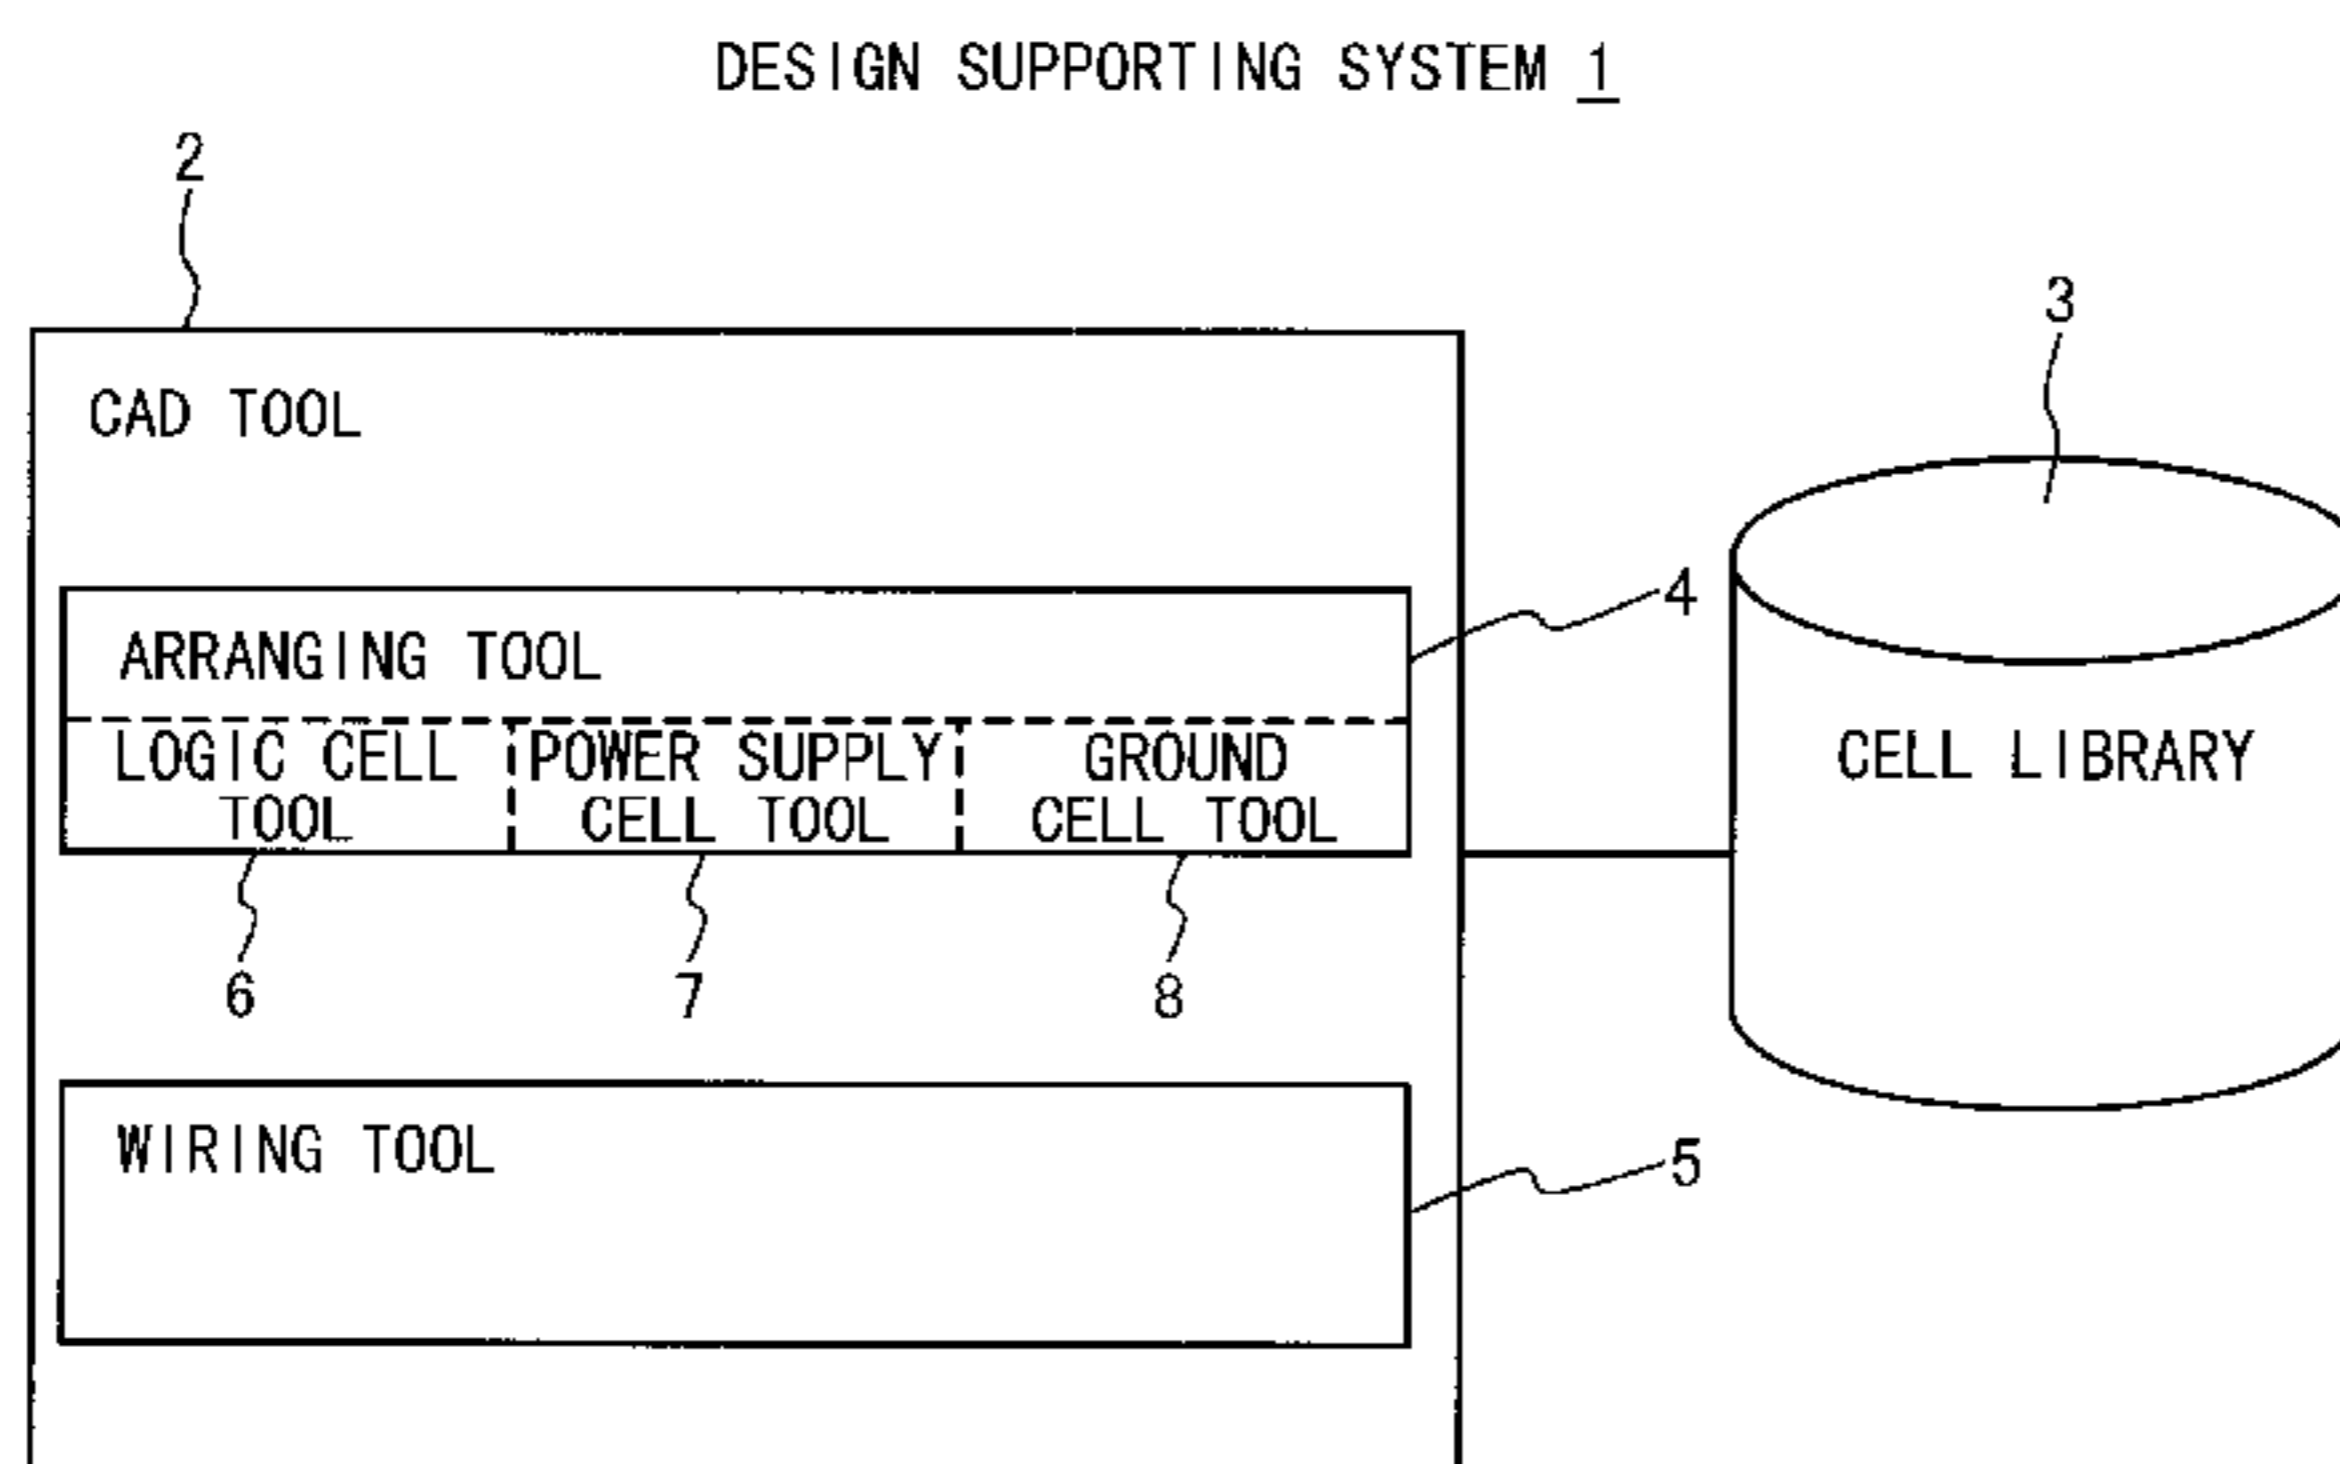 DESIGN SUPPORTING SYSTEM 1
2
3
CAD TOOL
4
ARRANGING TOOL
LOGIC CELL
TOOL
POWER SUPPLY
CELL TOOL
GROUND
CELL TOOL
CELL LIBRARY
6
7
8
WIRING TOOL
5